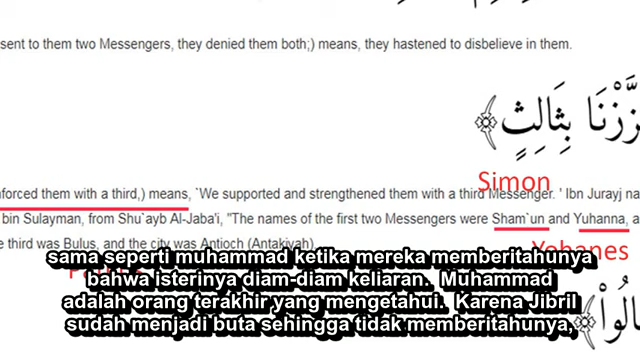 sent to them two Messengers, they denied them both;) means, they hastened to disbelieve in them.
بِثَالِثٍ
Simon
nforced them with a third,) means, `We supported and strengthened them with a third Messenger. ' Ibn Jurayj na
bin Sulayman, from Shu`ayb Al-Jaba'i, "The names of the first two Messengers were Sham`un and Yuhanna, a
e third was Bulus, and the city was Antioch (Antakiyah).
Yohanes
sama seperti muhammad ketika mereka memberitahunya
bahwa isterinya diam-diam keliaran. Muhammad
adalah orang terakhir yang mengetahui. Karena Jibril
sudah menjadi buta sehingga tidak memberitahunya,